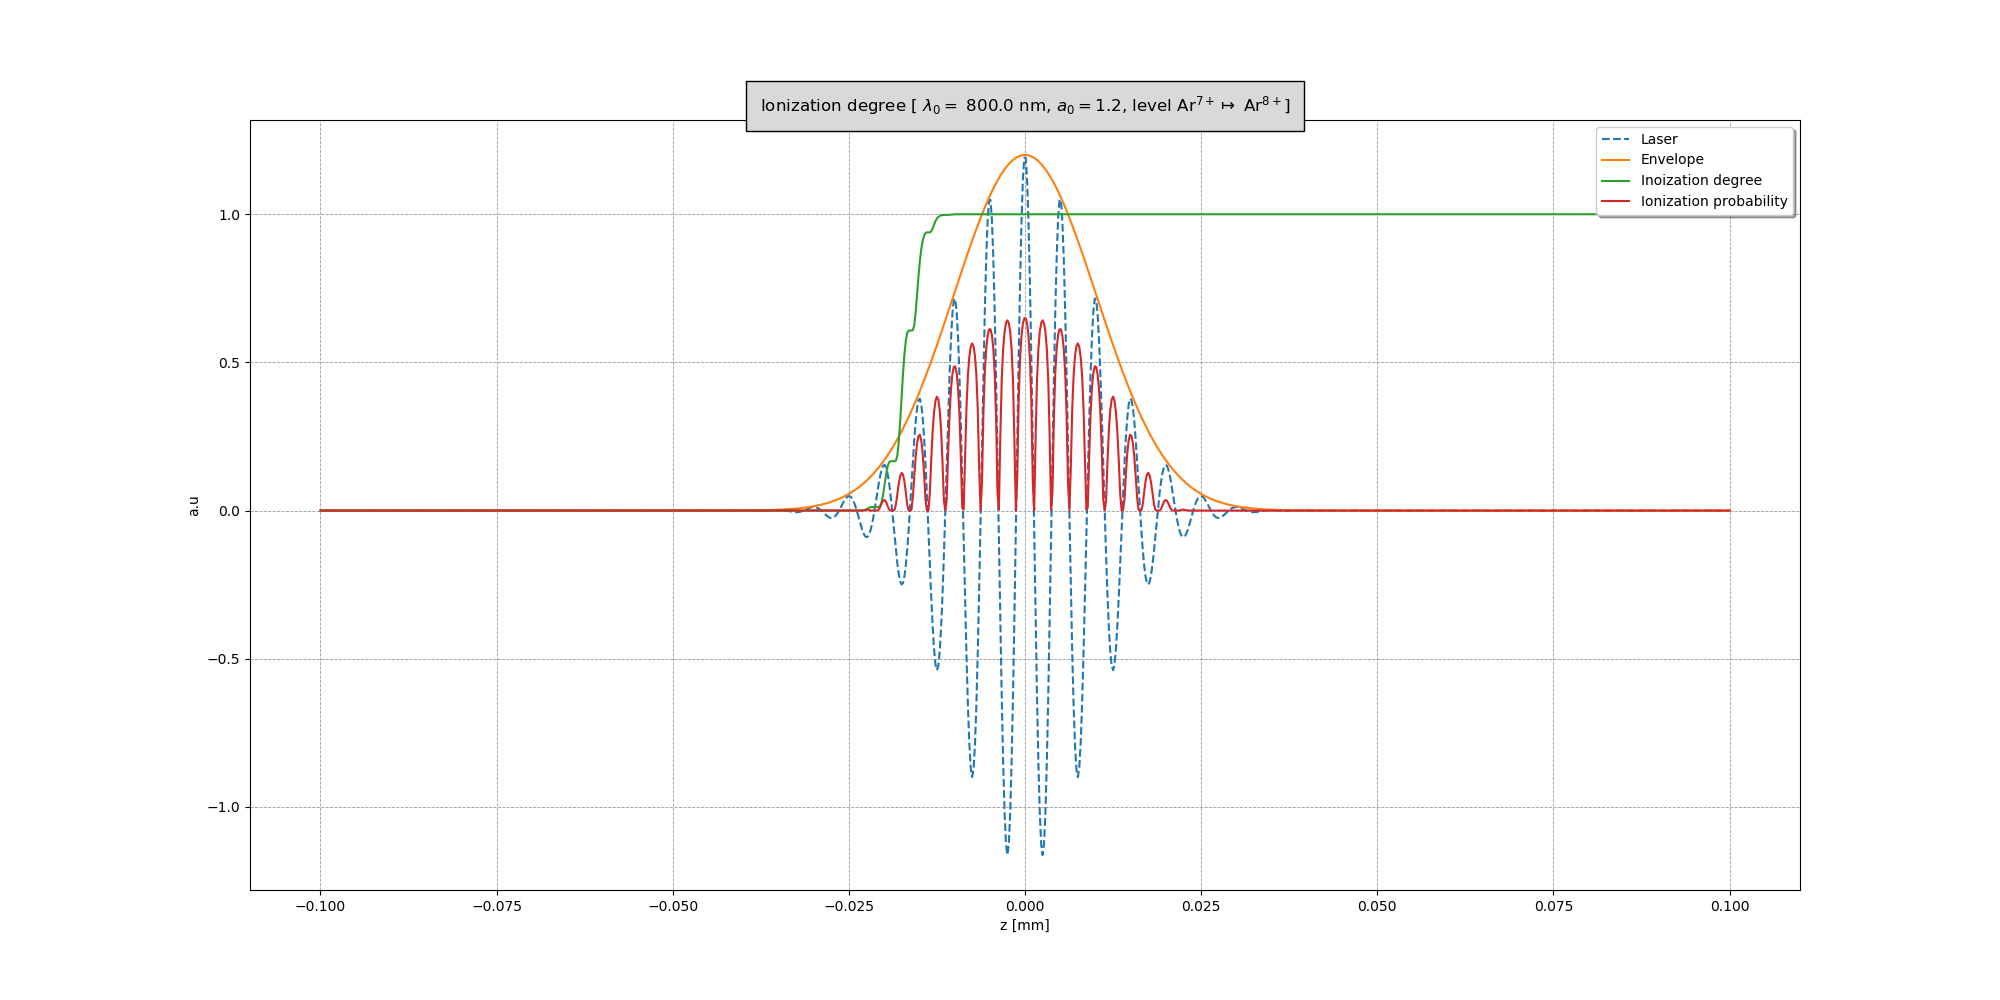 Ionization degree [ λ₀ = 800.0 nm, a₀ = 1.2, level Ar⁷⁺ ↦ Ar⁸⁺]
Laser
Envelope
Inoization degree
Ionization probability
1.0
0.5
0.0
−0.5
−1.0
a.u
−0.100 −0.075 −0.050 −0.025 0.000 0.025 0.050 0.075 0.100
z [mm]